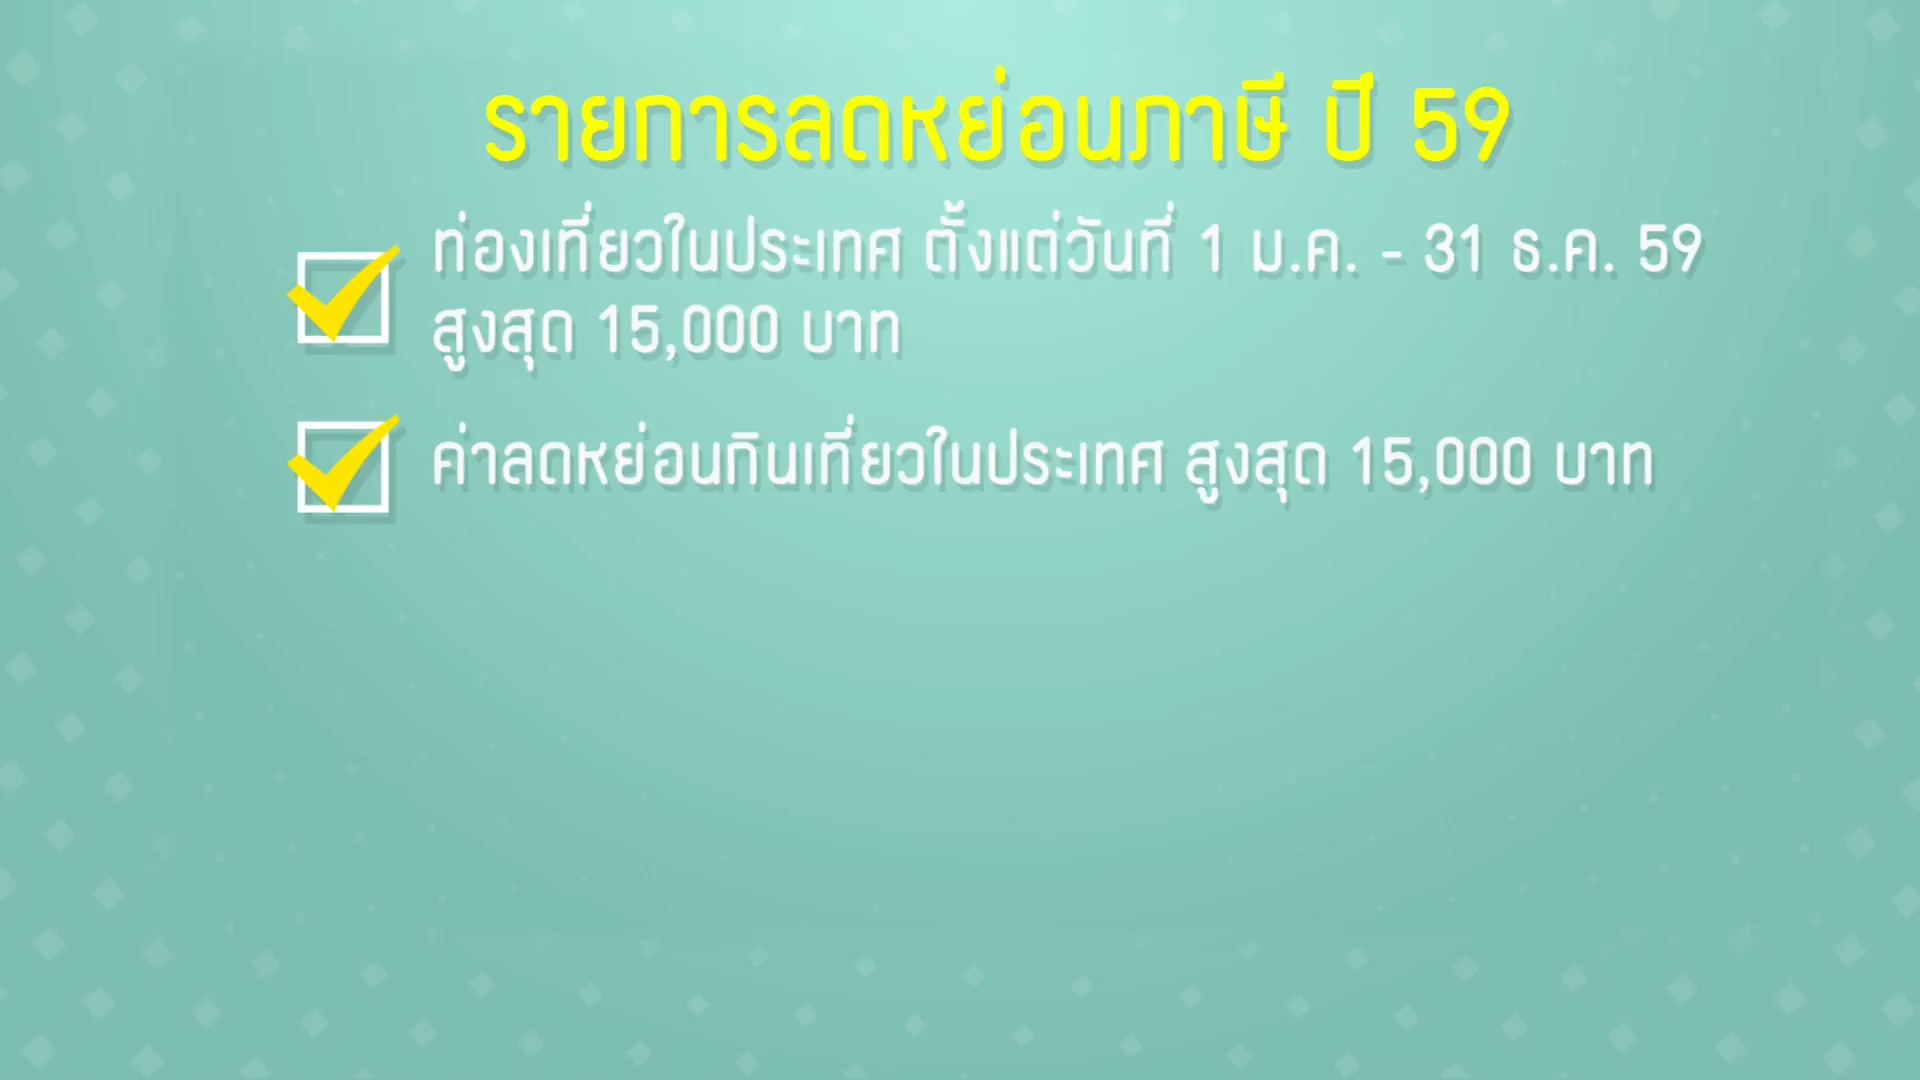 รายการลดหย่อนภาษี ปี 59
ท่องเที่ยวในประเทศ ตั้งแต่วันที่ 1 ม.ค. - 31 ธ.ค. 59
สูงสุด 15,000 บาท
ค่าลดหย่อนกินเที่ยวในประเทศ สูงสุด 15,000 บาท